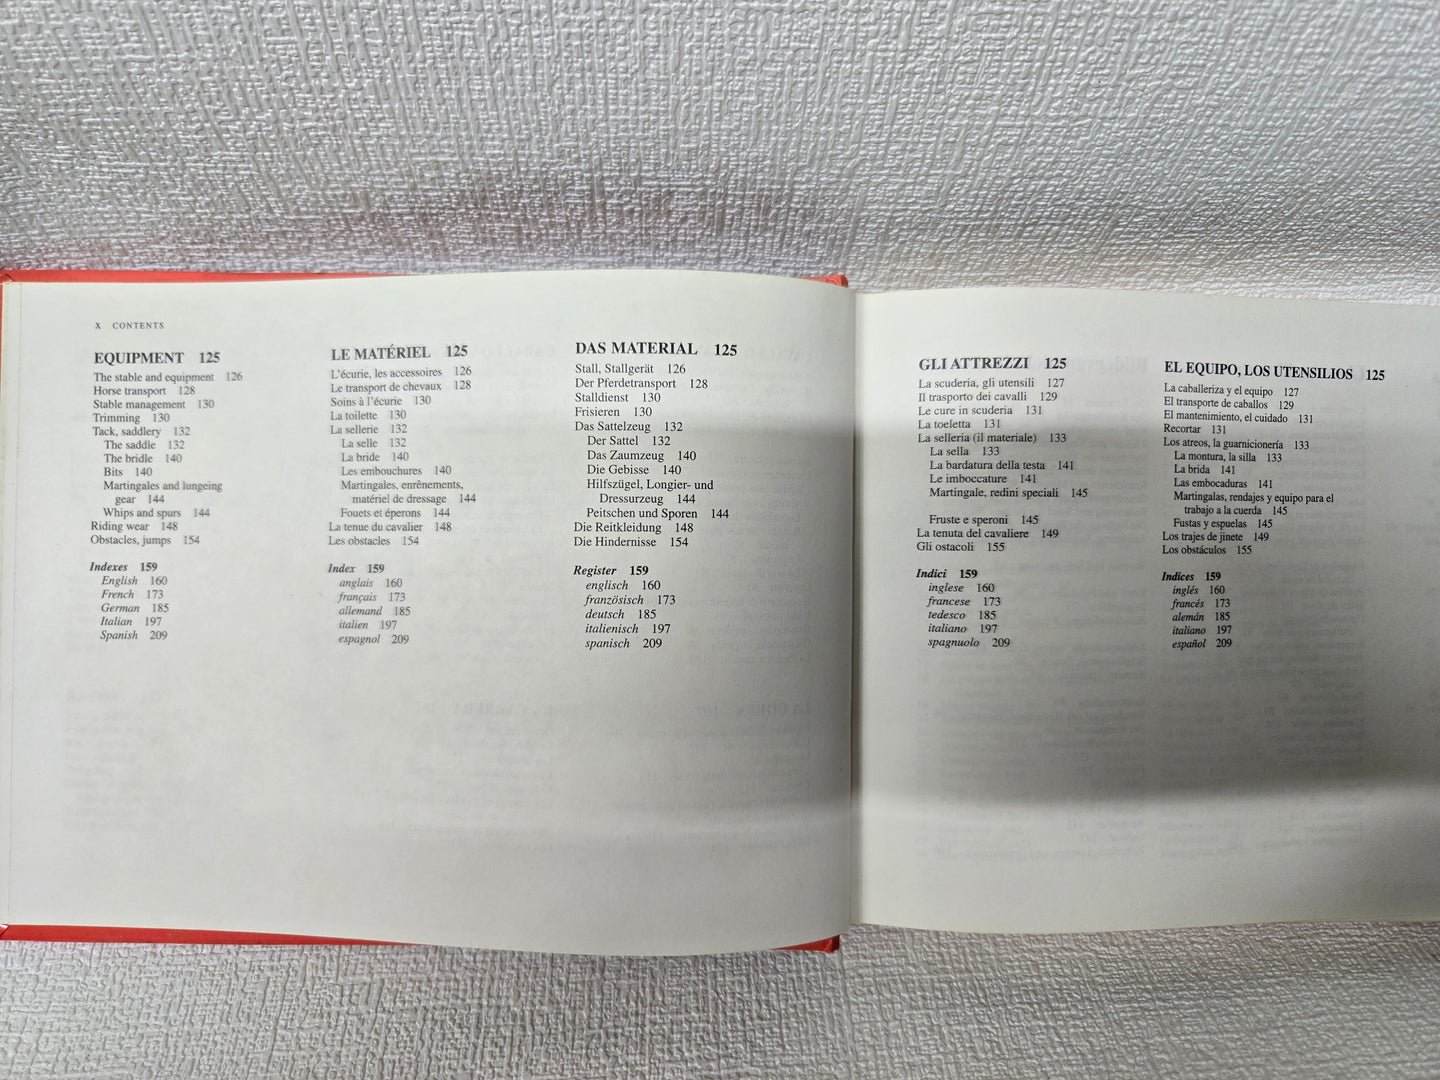 X CONTENTS
EQUIPMENT 125
The stable and equipment 126
Horse transport 128
Stable management 130
Trimming 130
Tack, saddlery 132
The saddle 132
The bridle 140
Bits 140
Martingales and lungeing
gear 144
Whips and spurs 144
Riding wear 148
Obstacles, jumps 154
Indexes 159
English 160
French 173
German 185
Italian 197
Spanish 209
LE MATÉRIEL 125
L'écurie, les accessoires 126
Le transport de chevaux 128
Soins à l'écurie 130
La toilette 130
La sellerie 132
La selle 132
La bride 140
Les embouchures 140
Martingales, enrênements,
matériel de dressage 144
Fouets et éperons 144
La tenue du cavalier 148
Les obstacles 154
Index 159
anglais 160
français 173
allemand 185
italien 197
espagnol 209
DAS MATERIAL 125
Stall, Stallgerät 126
Der Pferdetransport 128
Stalldienst 130
Frisieren 130
Das Sattelzeug 132
Der Sattel 132
Das Zaumzeug 140
Die Gebisse 140
Hilfszügel, Longier- und
Dressurzeug 144
Peitschen und Sporen 144
Die Reitkleidung 148
Die Hindernisse 154
Register 159
englisch 160
französisch 173
deutsch 185
italienisch 197
spanisch 209
GLI ATTREZZI 125
La scuderia, gli utensili 127
Il trasporto dei cavalli 129
Le cure in scuderia 131
La toeletta 131
La selleria (il materiale) 133
La sella 133
La bardatura della testa 141
Le imboccature 141
Martingale, redini speciali 145
Fruste e speroni 145
La tenuta del cavaliere 149
Gli ostacoli 155
Indici 159
inglese 160
francese 173
tedesco 185
italiano 197
spagnuolo 209
EL EQUIPO, LOS UTENSILIOS 125
La caballeriza y el equipo 127
El transporte de caballos 129
El mantenimiento, el cuidado 131
Recortar 131
Los atreos, la guarnicionería 133
La montura, la silla 133
La brida 141
Las embocaduras 141
Martingalas, rendajes y equipo para el
trabajo a la cuerda 145
Fustas y espuelas 145
Los trajes de jinete 149
Los obstáculos 155
Indices 159
inglés 160
francés 173
alemán 185
italiano 197
español 209